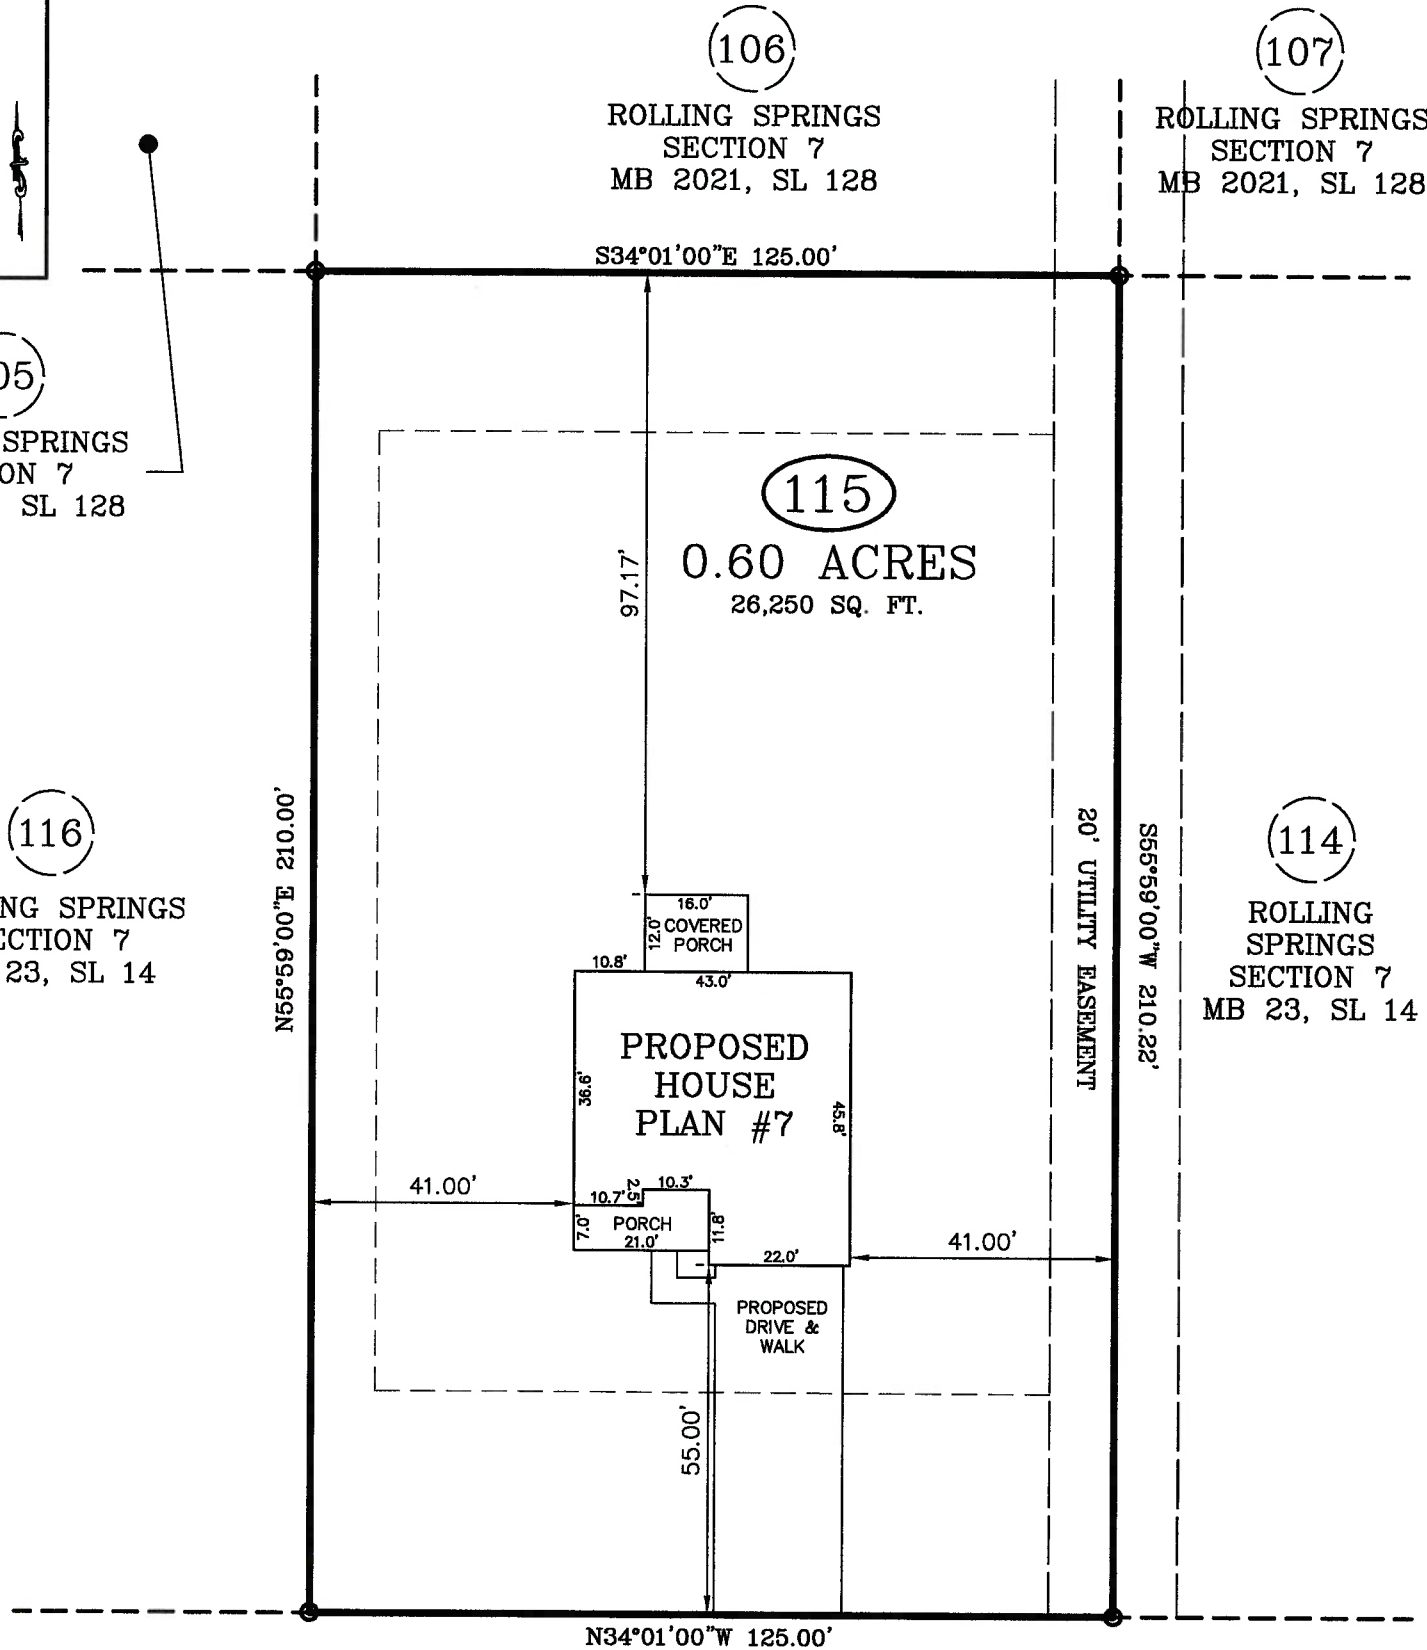 106
ROLLING SPRINGS
SECTION 7
MB 2021, SL 128
107
ROLLING SPRINGS
SECTION 7
MB 2021, SL 128
S34°01'00"E 125.00'
05
SPRINGS
ON 7
SL 128
115
0.60 ACRES
26,250 SQ. FT.
97.17'
116
NG SPRINGS
ECTION 7
23, SL 14
N55°59'00"E 210.00'
16.0'
12.0'
COVERED
PORCH
10.8'
43.0'
PROPOSED
HOUSE
PLAN #7
36.6'
45.8'
20' UTILITY EASEMENT
S55°59'00"W 210.22'
114
ROLLING
SPRINGS
SECTION 7
MB 23, SL 14
41.00'
10.7'
2.5'
10.3'
7.0'
PORCH
21.0'
11.8'
22.0'
41.00'
PROPOSED
DRIVE &
WALK
55.00'
N34°01'00"W 125.00'